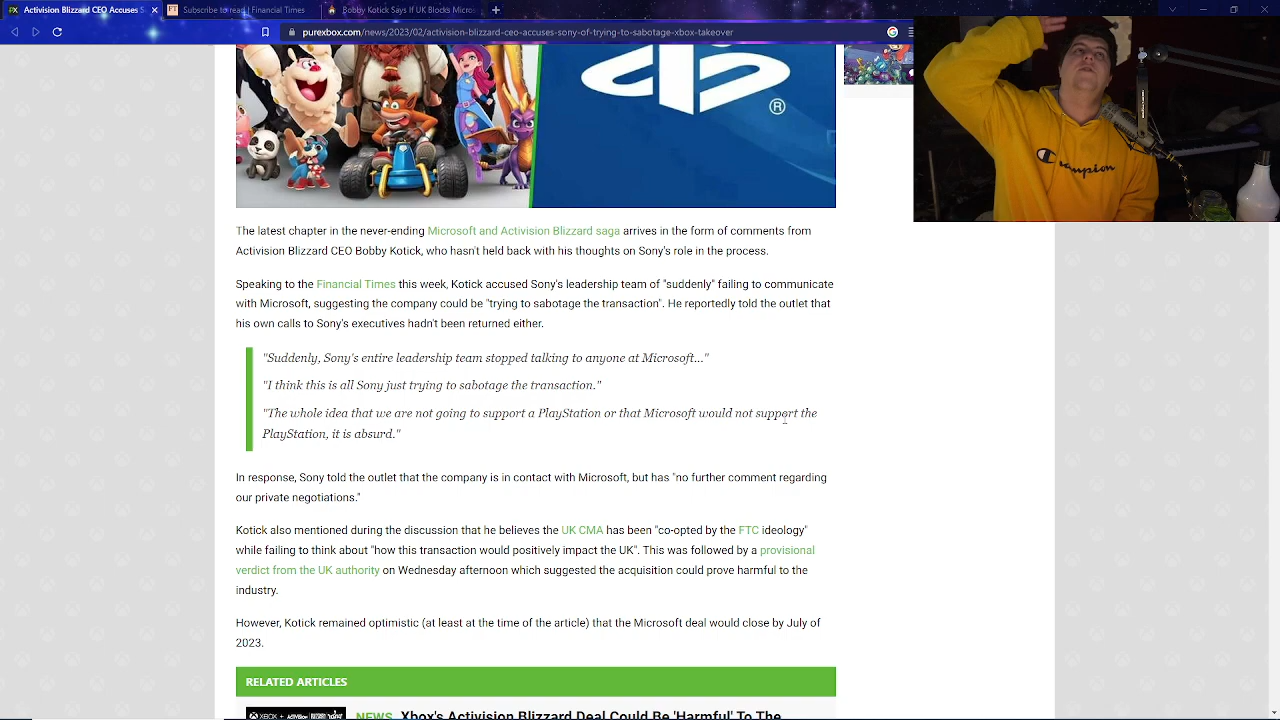 Activision Blizzard CEO Accuses S
Subscribe to r
Kotick Says If UK Blocks Micros
purexbox.com/news/2023/02/activision-blizzard-ceo-accuses-sony-of-trying-to-sabotage-xbox-takeover
®
Champion
The latest chapter in the never-ending Microsoft and Activision Blizzard saga arrives in the form of comments from
Activision Blizzard CEO Bobby Kotick, who hasn't held back with his thoughts on Sony's role in the process.
Speaking to the Financial Times this week, Kotick accused Sony's leadership team of "suddenly" failing to communicate
with Microsoft, suggesting the company could be "trying to sabotage the transaction". He reportedly told the outlet that
his own calls to Sony's executives hadn't been returned either.
"Suddenly, Sony's entire leadership team stopped talking to anyone at Microsoft..."
"I think this is all Sony just trying to sabotage the transaction."
"The whole idea that we are not going to support a PlayStation or that Microsoft would not support the
PlayStation, it is absurd."
In response, Sony told the outlet that the company is in contact with Microsoft, but has "no further comment regarding
our private negotiations."
Kotick also mentioned during the discussion that he believes the UK CMA has been "co-opted by the FTC ideology"
while failing to think about "how this transaction would positively impact the UK". This was followed by a provisional
verdict from the UK authority on Wednesday afternoon which suggested the acquisition could prove harmful to the
industry.
However, Kotick remained optimistic (at least at the time of the article) that the Microsoft deal would close by July of
2023.
RELATED ARTICLES
XBOX
NEWS Xbox's Activision Blizzard Deal Could Be 'Harmful' To The